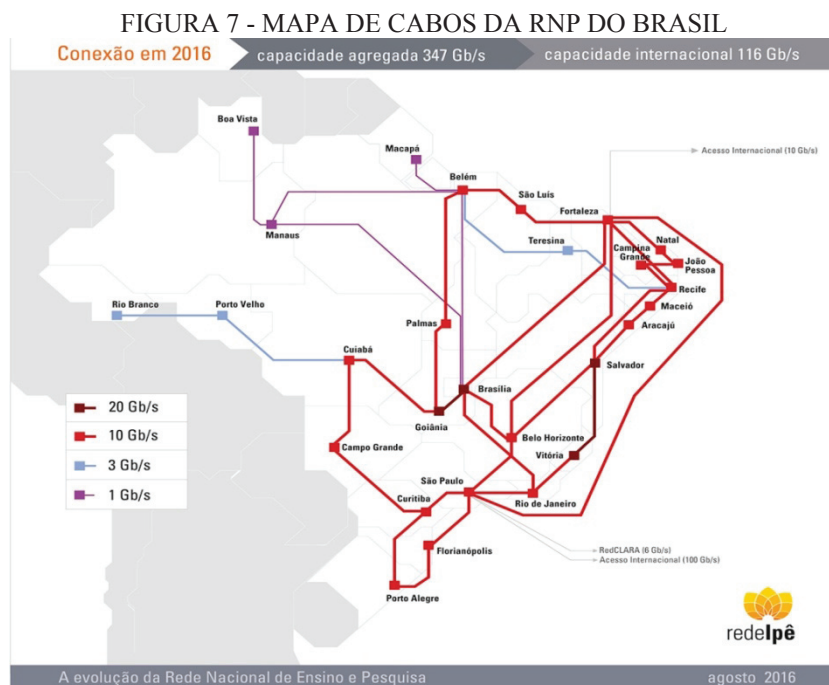 FIGURA 7 - MAPA DE CABOS DA RNP DO BRASIL
Conexão em 2016
capacidade agregada 347 Gb/s
capacidade internacional 116 Gb/s
Boa Vista
Macapá
Acesso Internacional (10 Gb/s)
Belém
São Luís
Fortaleza
Manaus
Teresina
Campina
Grande
Natal
João
Pessoa
Rio Branco
Porto Velho
Recife
Palmas
Maceió
Aracajú
Cuiabá
Salvador
Brasília
20 Gb/s
Goiânia
10 Gb/s
Belo Horizonte
Campo Grande
Vitória
3 Gb/s
São Paulo
1 Gb/s
Curitiba
Rio de Janeiro
Florianópolis
RedCLARA (6 Gb/s)
Acesso Internacional (100 Gb/s)
Porto Alegre
redeIpê
A evolução da Rede Nacional de Ensino e Pesquisa
agosto 2016